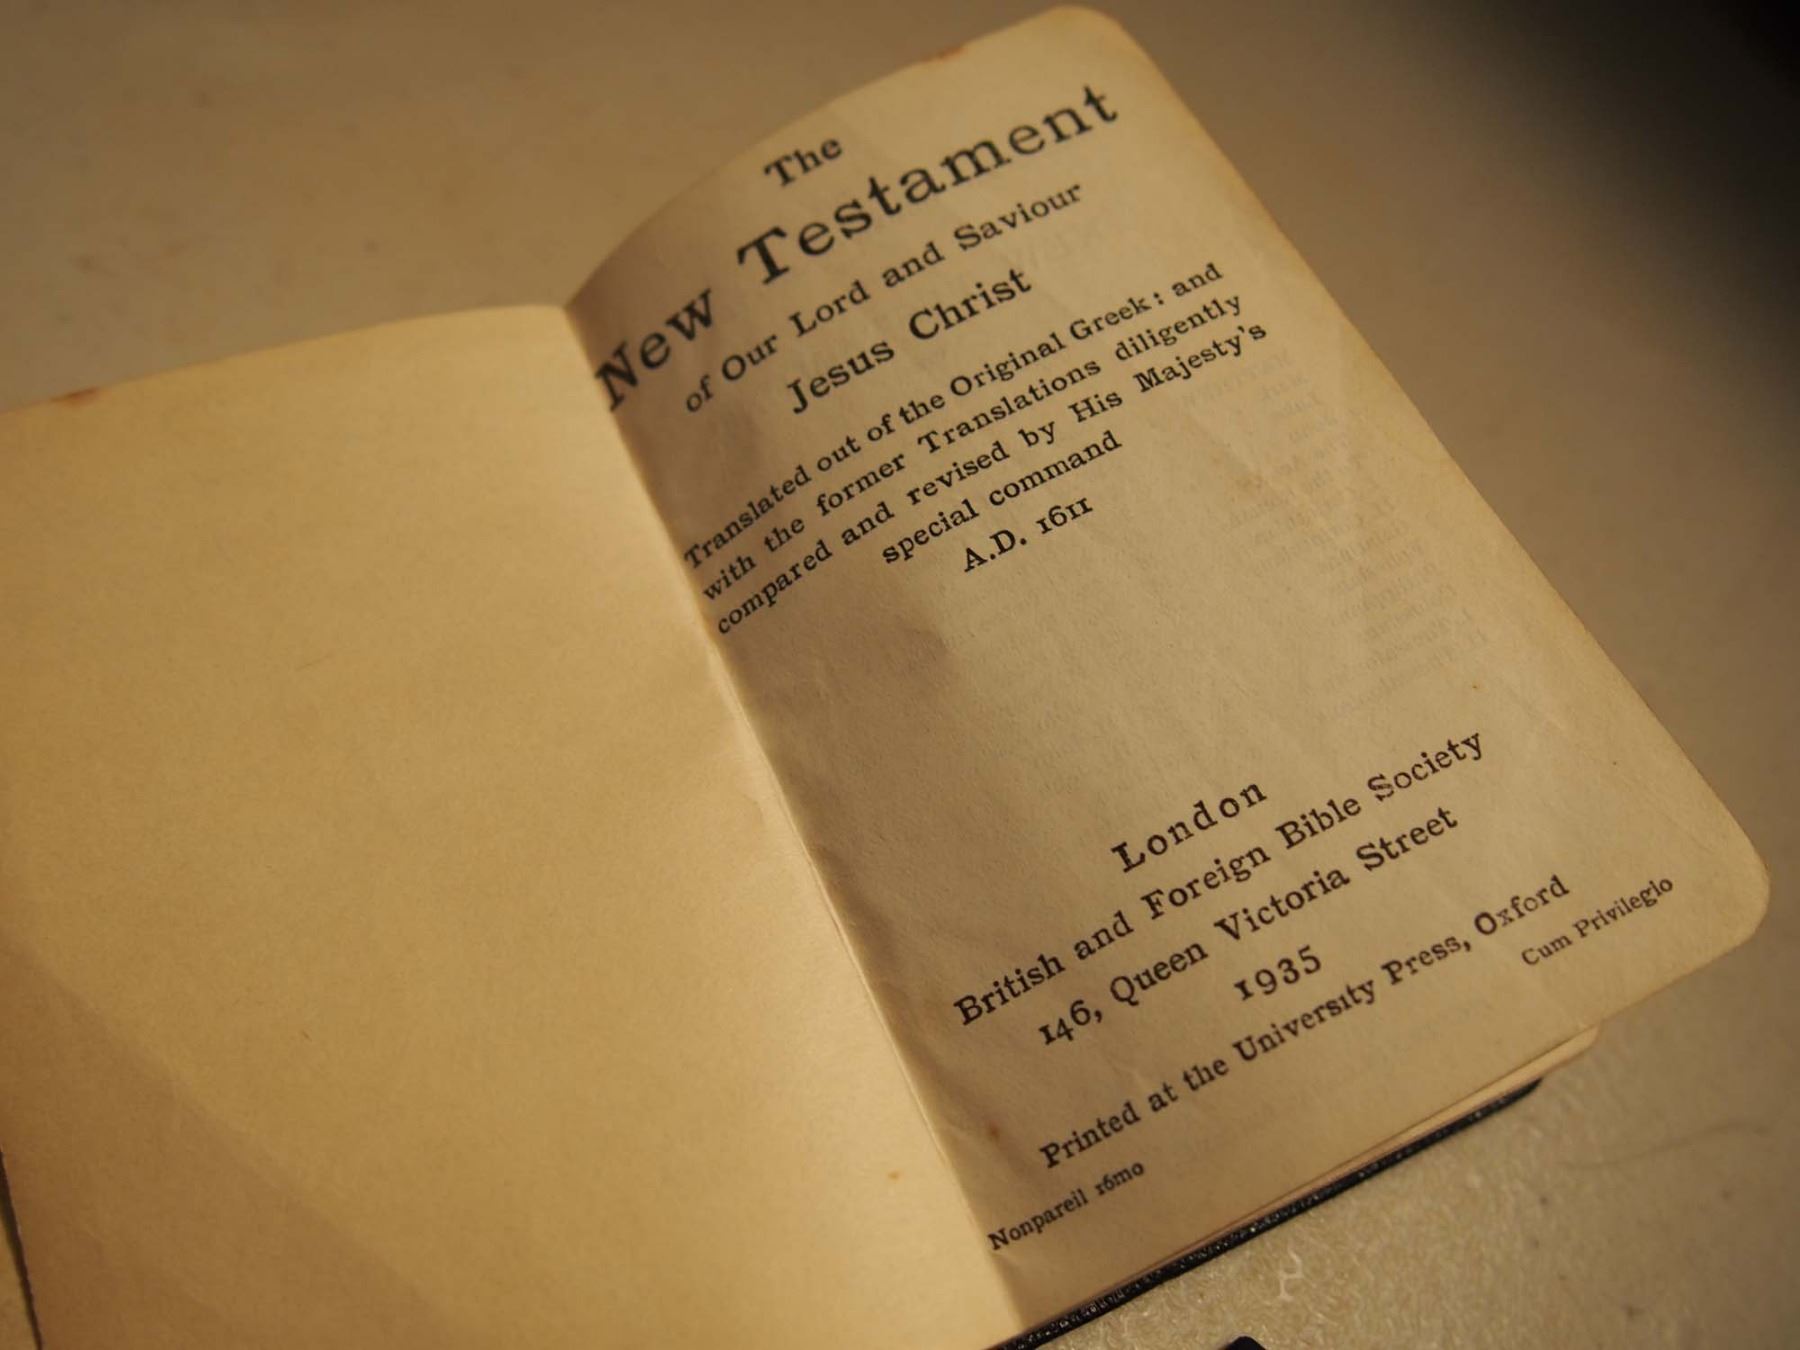 The
New Testament
of Our Lord and Saviour
Jesus Christ
Translated out of the Original Greek: and
with the former Translations diligently
compared and revised by His Majesty's
special command
A.D. 1611
London
British and Foreign Bible Society
146, Queen Victoria Street
1935
Printed at the University Press, Oxford
Nonpareil 16mo
Cum Privilegio